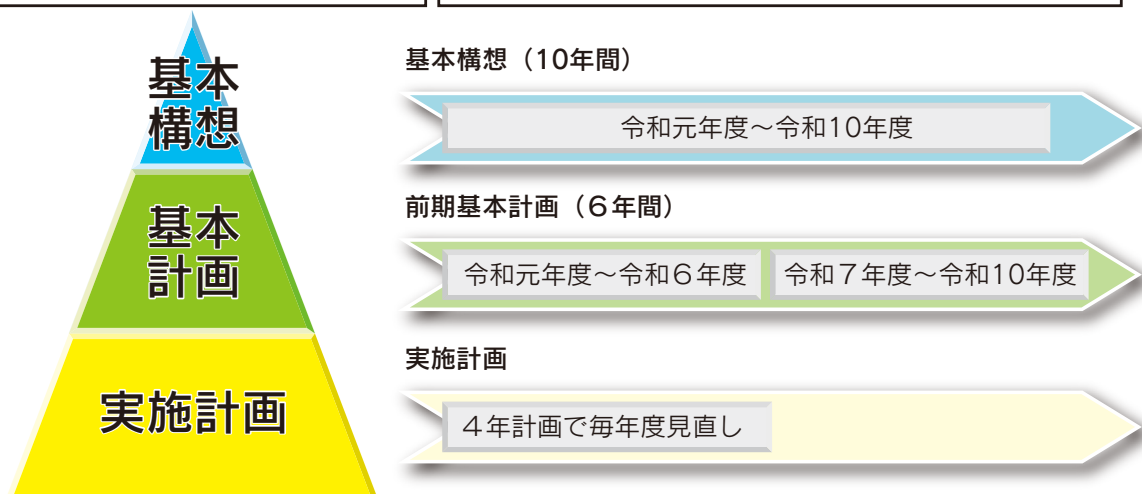 基本
構想
基本
計画
実施計画
基本構想（10年間）
令和元年度～令和10年度
前期基本計画（６年間）
令和元年度～令和６年度
令和７年度～令和10年度
実施計画
４年計画で毎年度見直し